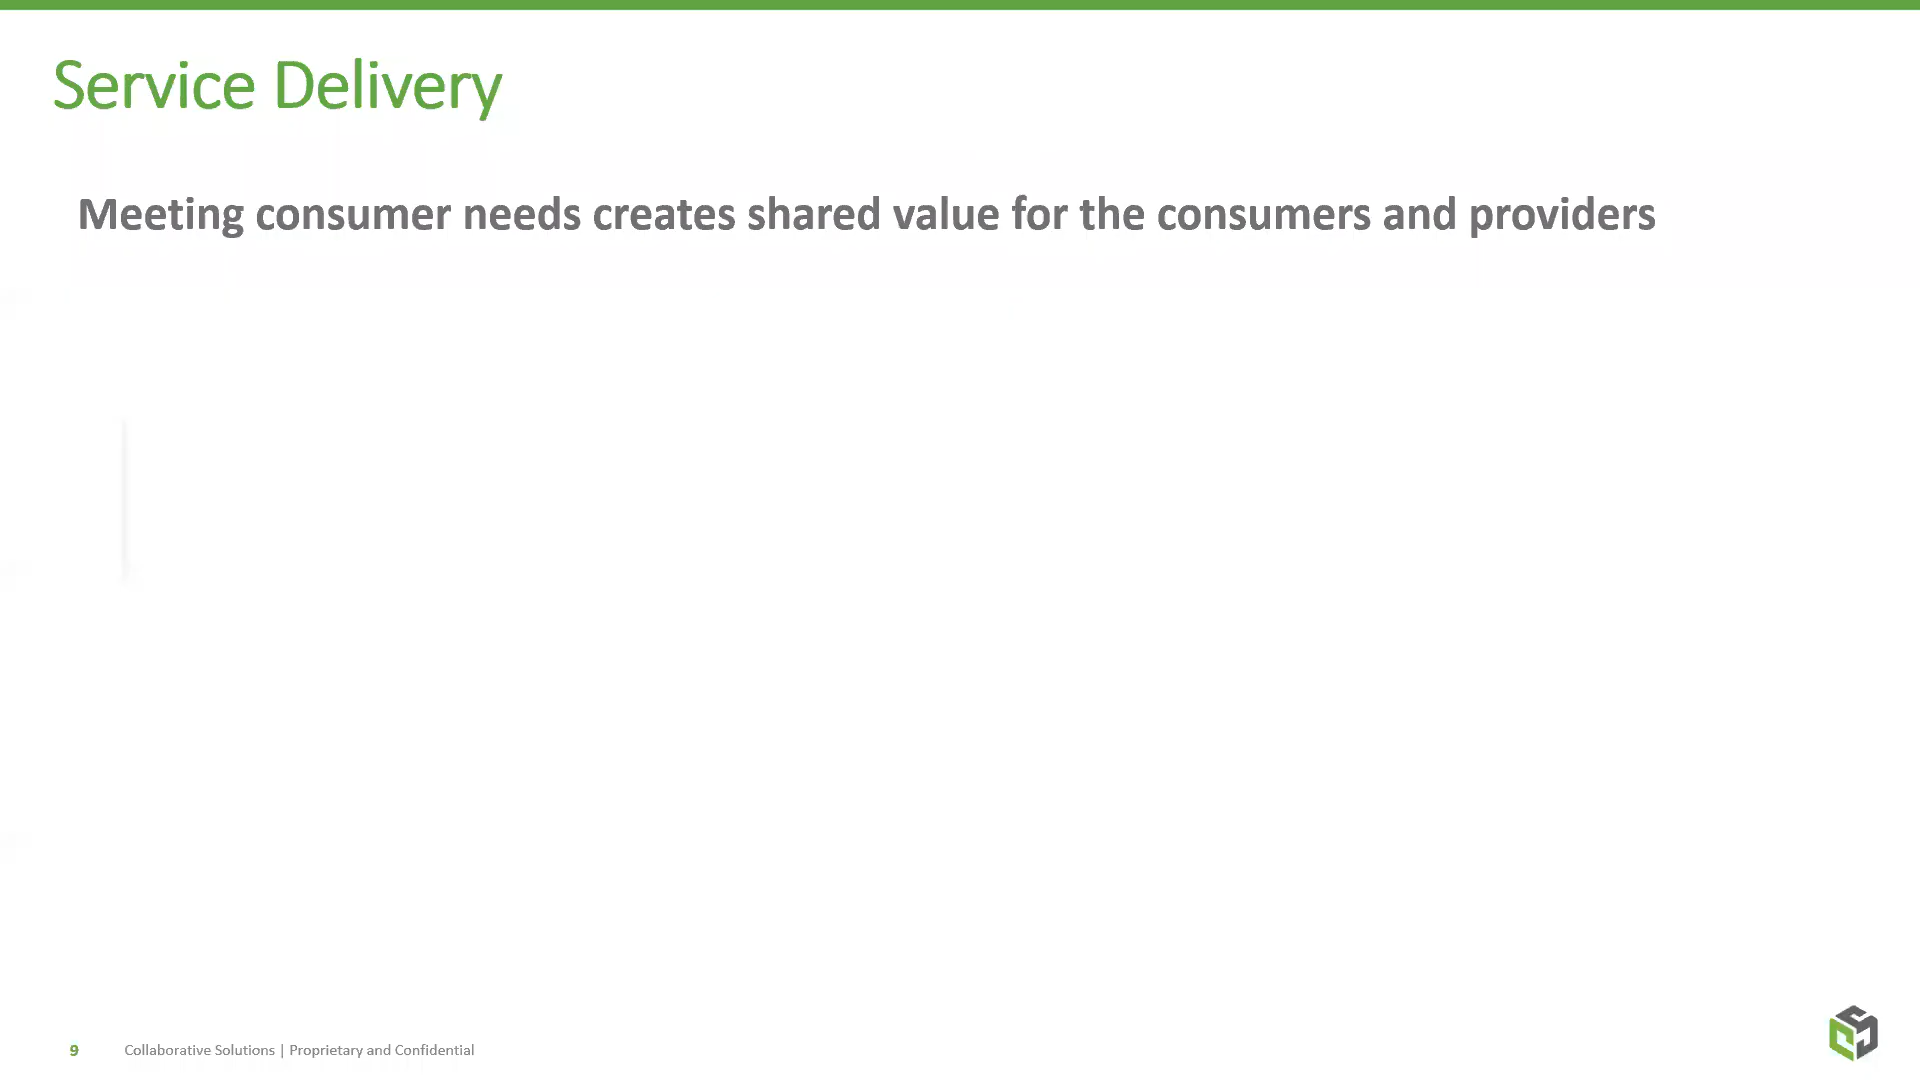 Service Delivery
Meeting consumer needs creates shared value for the consumers and providers
9 Collaborative Solutions | Proprietary and Confidential